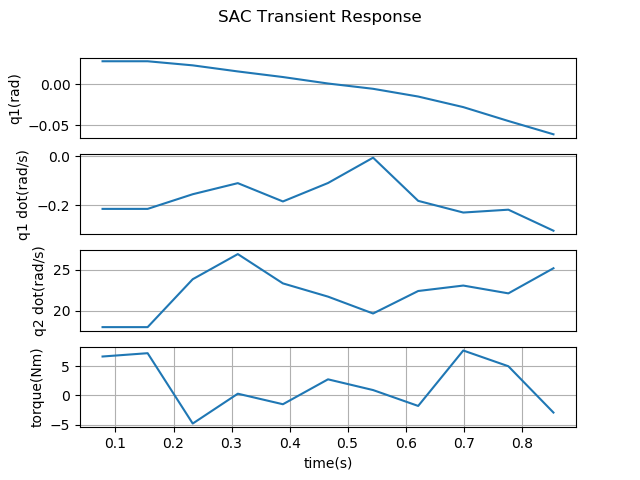 SAC Transient Response
q1(rad)
0.00
−0.05
q1 dot(rad/s)
0.0
−0.2
q2 dot(rad/s)
25
20
torque(Nm)
5
0
−5
0.1 0.2 0.3 0.4 0.5 0.6 0.7 0.8
time(s)